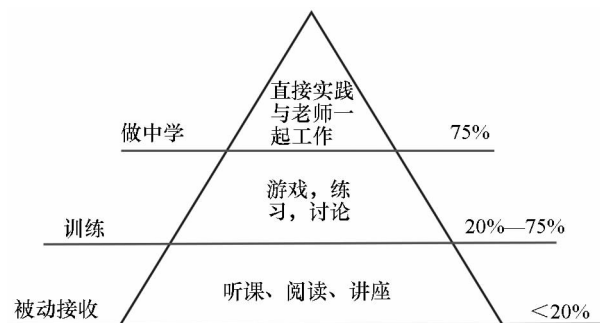 直接实践
与老师一
起工作
做中学
75%
游戏，练
习，讨论
训练
20%—75%
听课、阅读、讲座
被动接收
＜20%